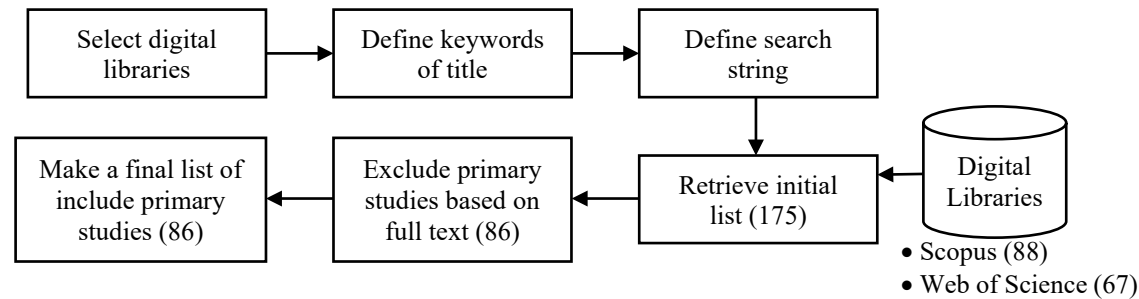 Select digital
libraries
Define keywords
of title
Define search
string
Make a final list of
include primary
studies (86)
Exclude primary
studies based on
full text (86)
Retrieve initial
list (175)
Digital
Libraries
• Scopus (88)
• Web of Science (67)